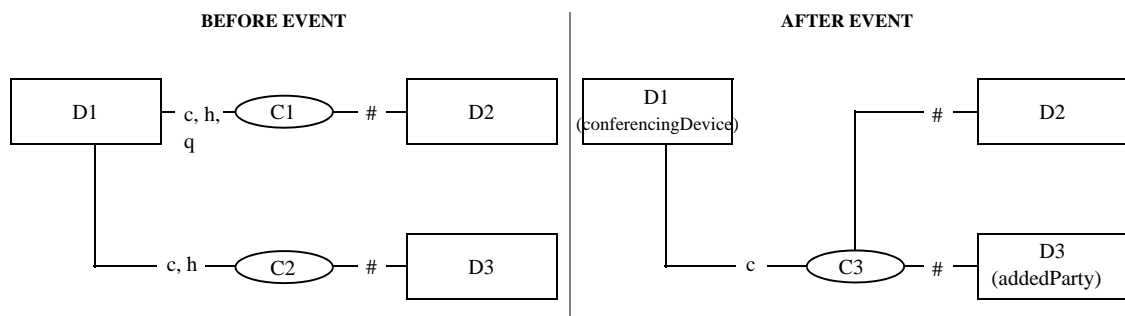 BEFORE EVENT
D1
c, h,
q
C1
#
D2
c, h
C2
#
D3
AFTER EVENT
D1
(conferencingDevice)
#
D2
c
C3
#
D3
(addedParty)